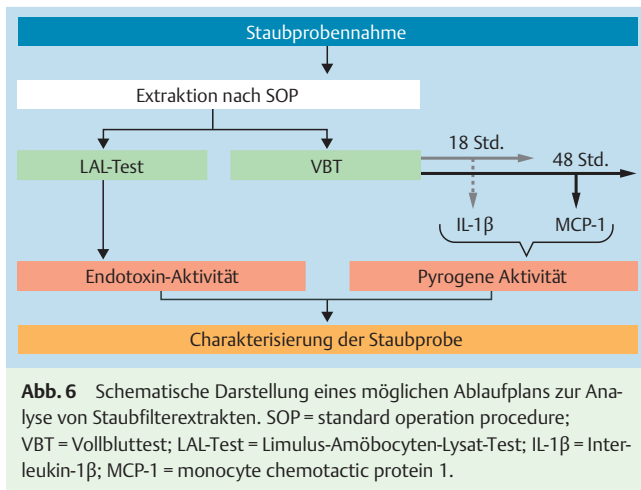 Staubprobennahme
Extraktion nach SOP
LAL-Test
VBT
18 Std.
48 Std.
IL-1β
MCP-1
Endotoxin-Aktivität
Pyrogene Aktivität
Charakterisierung der Staubprobe
Abb. 6 Schematische Darstellung eines möglichen Ablaufplans zur Ana-
lyse von Staubfilterextrakten. SOP = standard operation procedure;
VBT = Vollbluttest; LAL-Test = Limulus-Amöbocyten-Lysat-Test; IL-1β = Inter-
leukin-1β; MCP-1 = monocyte chemotactic protein 1.